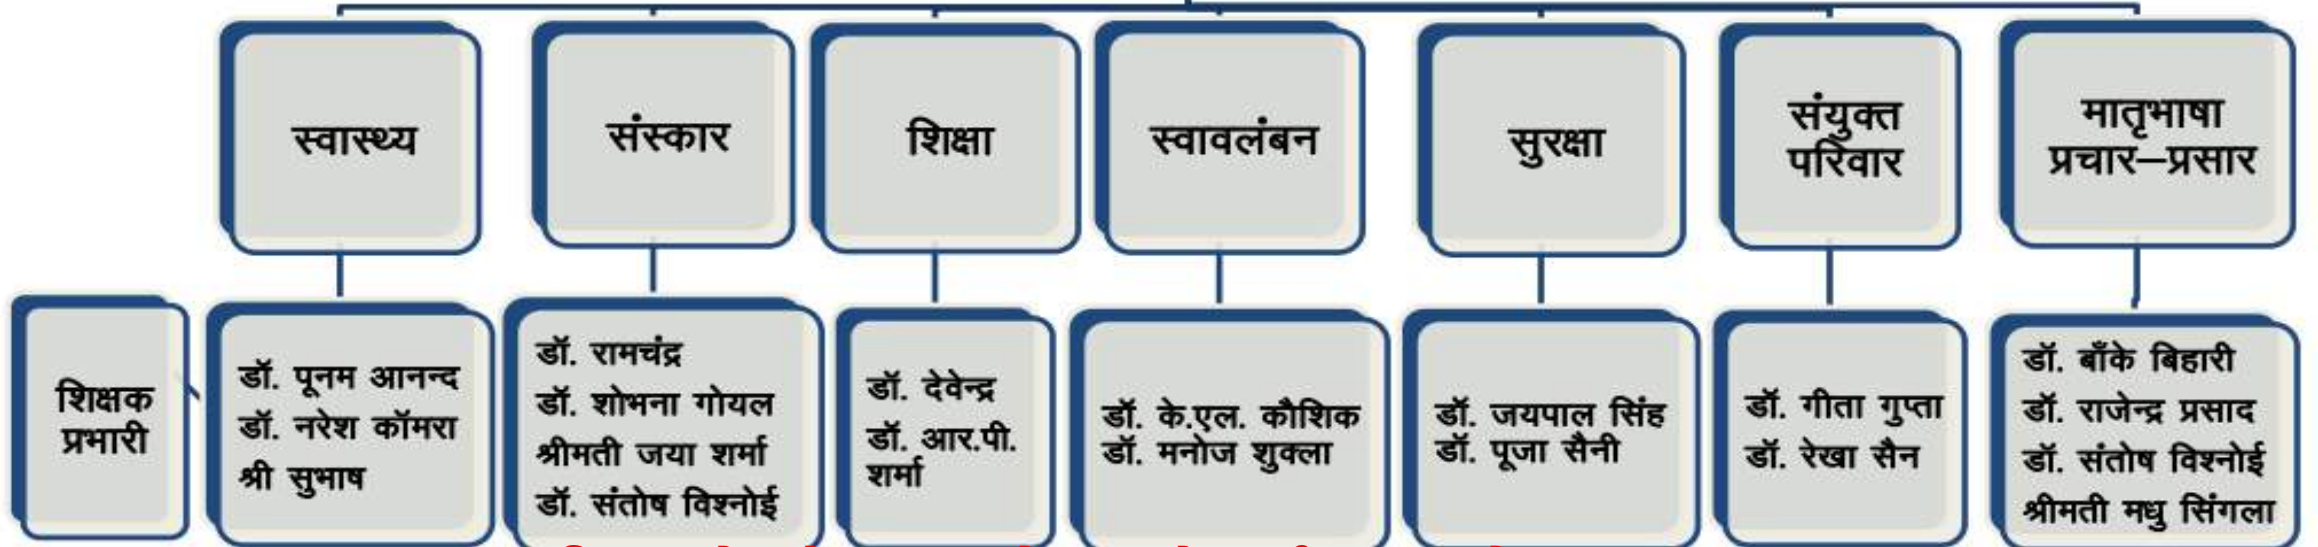 स्वास्थ्य
संस्कार
शिक्षा
स्वावलंबन
सुरक्षा
संयुक्त
परिवार
मातृभाषा
प्रचार–प्रसार
शिक्षक
प्रभारी
डॉ. पूनम आनन्द
डॉ. नरेश कॉमरा
श्री सुभाष
डॉ. रामचंद्र
डॉ. शोभना गोयल
श्रीमती जया शर्मा
डॉ. संतोष विश्नोई
डॉ. देवेन्द्र
डॉ. आर.पी.
शर्मा
डॉ. के.एल. कौशिक
डॉ. मनोज शुक्ला
डॉ. जयपाल सिंह
डॉ. पूजा सैनी
डॉ. गीता गुप्ता
डॉ. रेखा सैन
डॉ. बाँके बिहारी
डॉ. राजेन्द्र प्रसाद
डॉ. संतोष विश्नोई
श्रीमती मधु सिंगला